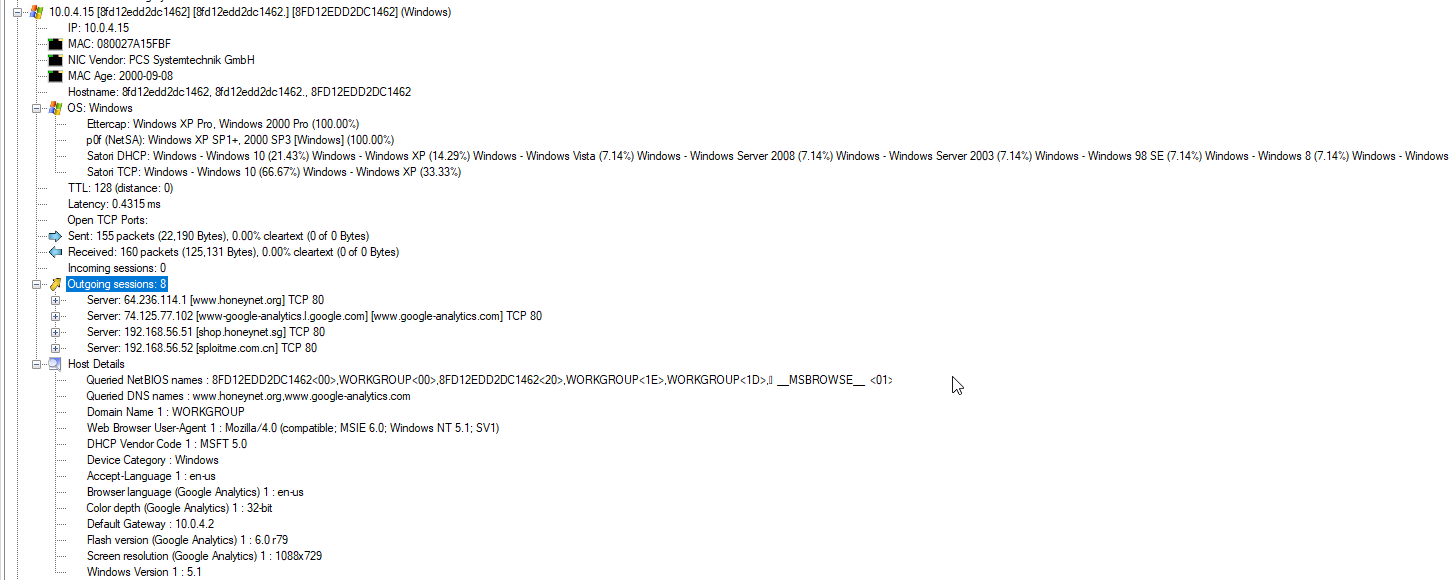 10.0.4.15 [8fd12edd2dc1462] [8fd12edd2dc1462.] [8FD12EDD2DC1462] (Windows)
IP: 10.0.4.15
MAC: 080027A15FBF
NIC Vendor: PCS Systemtechnik GmbH
MAC Age: 2000-09-08
Hostname: 8fd12edd2dc1462, 8fd12edd2dc1462., 8FD12EDD2DC1462
OS: Windows
Ettercap: Windows XP Pro, Windows 2000 Pro (100.00%)
p0f (NetSA): Windows XP SP1+, 2000 SP3 [Windows] (100.00%)
Satori DHCP: Windows - Windows 10 (21.43%) Windows - Windows XP (14.29%) Windows - Windows Vista (7.14%) Windows - Windows Server 2008 (7.14%) Windows - Windows Server 2003 (7.14%) Windows - Windows 98 SE (7.14%) Windows - Windows 8 (7.14%) Windows - Windows
Satori TCP: Windows - Windows 10 (66.67%) Windows - Windows XP (33.33%)
TTL: 128 (distance: 0)
Latency: 0.4315 ms
Open TCP Ports:
Sent: 155 packets (22,190 Bytes), 0.00% cleartext (0 of 0 Bytes)
Received: 160 packets (125,131 Bytes), 0.00% cleartext (0 of 0 Bytes)
Incoming sessions: 0
Outgoing sessions: 8
Server: 64.236.114.1 [www.honeynet.org] TCP 80
Server: 74.125.77.102 [www-google-analytics.l.google.com] [www.google-analytics.com] TCP 80
Server: 192.168.56.51 [shop.honeynet.sg] TCP 80
Server: 192.168.56.52 [sploitme.com.cn] TCP 80
Host Details
Queried NetBIOS names : 8FD12EDD2DC1462<00>,WORKGROUP<00>,8FD12EDD2DC1462<20>,WORKGROUP<1E>,WORKGROUP<1D>,▯ __MSBROWSE__ <01>
Queried DNS names : www.honeynet.org,www.google-analytics.com
Domain Name 1 : WORKGROUP
Web Browser User-Agent 1 : Mozilla/4.0 (compatible; MSIE 6.0; Windows NT 5.1; SV1)
DHCP Vendor Code 1 : MSFT 5.0
Device Category : Windows
Accept-Language 1 : en-us
Browser language (Google Analytics) 1 : en-us
Color depth (Google Analytics) 1 : 32-bit
Default Gateway : 10.0.4.2
Flash version (Google Analytics) 1 : 6.0 r79
Screen resolution (Google Analytics) 1 : 1088x729
Windows Version 1 : 5.1